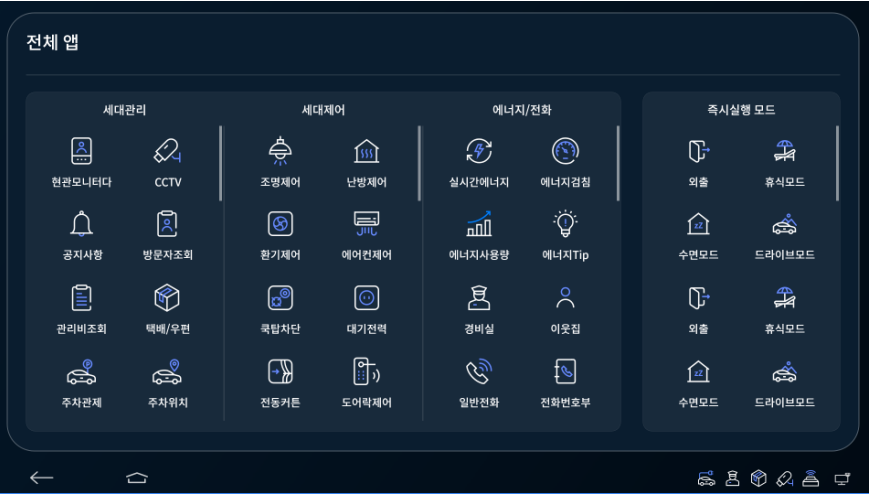 전체 앱
세대관리
세대제어
에너지/전화
즉시실행 모드
현관모니터다
CCTV
조명제어
난방제어
실시간에너지
에너지검침
외출
휴식모드
공지사항
방문자조회
환기제어
에어컨제어
에너지사용량
에너지Tip
수면모드
드라이브모드
관리비조회
택배/우편
쿡탑차단
대기전력
경비실
이웃집
외출
휴식모드
주차관제
주차위치
전동커튼
도어락제어
일반전화
전화번호부
수면모드
드라이브모드